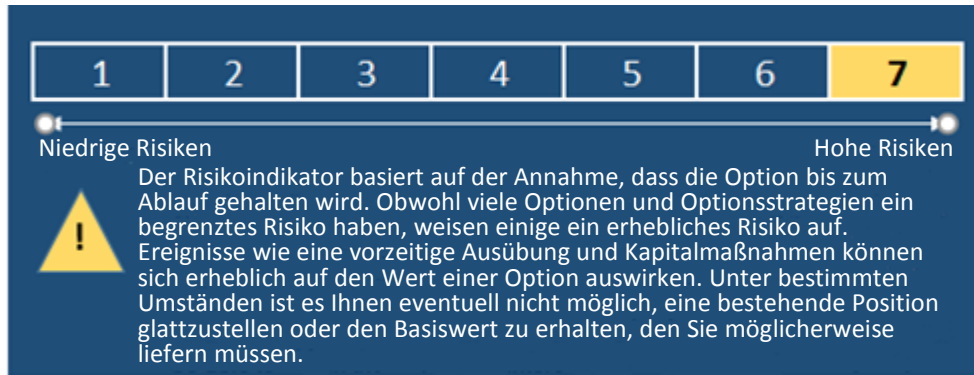 1 2 3 4 5 6 7
Niedrige Risiken Hohe Risiken
Der Risikoindikator basiert auf der Annahme, dass die Option bis zum
Ablauf gehalten wird. Obwohl viele Optionen und Optionsstrategien ein
begrenztes Risiko haben, weisen einige ein erhebliches Risiko auf.
Ereignisse wie eine vorzeitige Ausübung und Kapitalmaßnahmen können
sich erheblich auf den Wert einer Option auswirken. Unter bestimmten
Umständen ist es Ihnen eventuell nicht möglich, eine bestehende Position
glattzustellen oder den Basiswert zu erhalten, den Sie möglicherweise
liefern müssen.
!